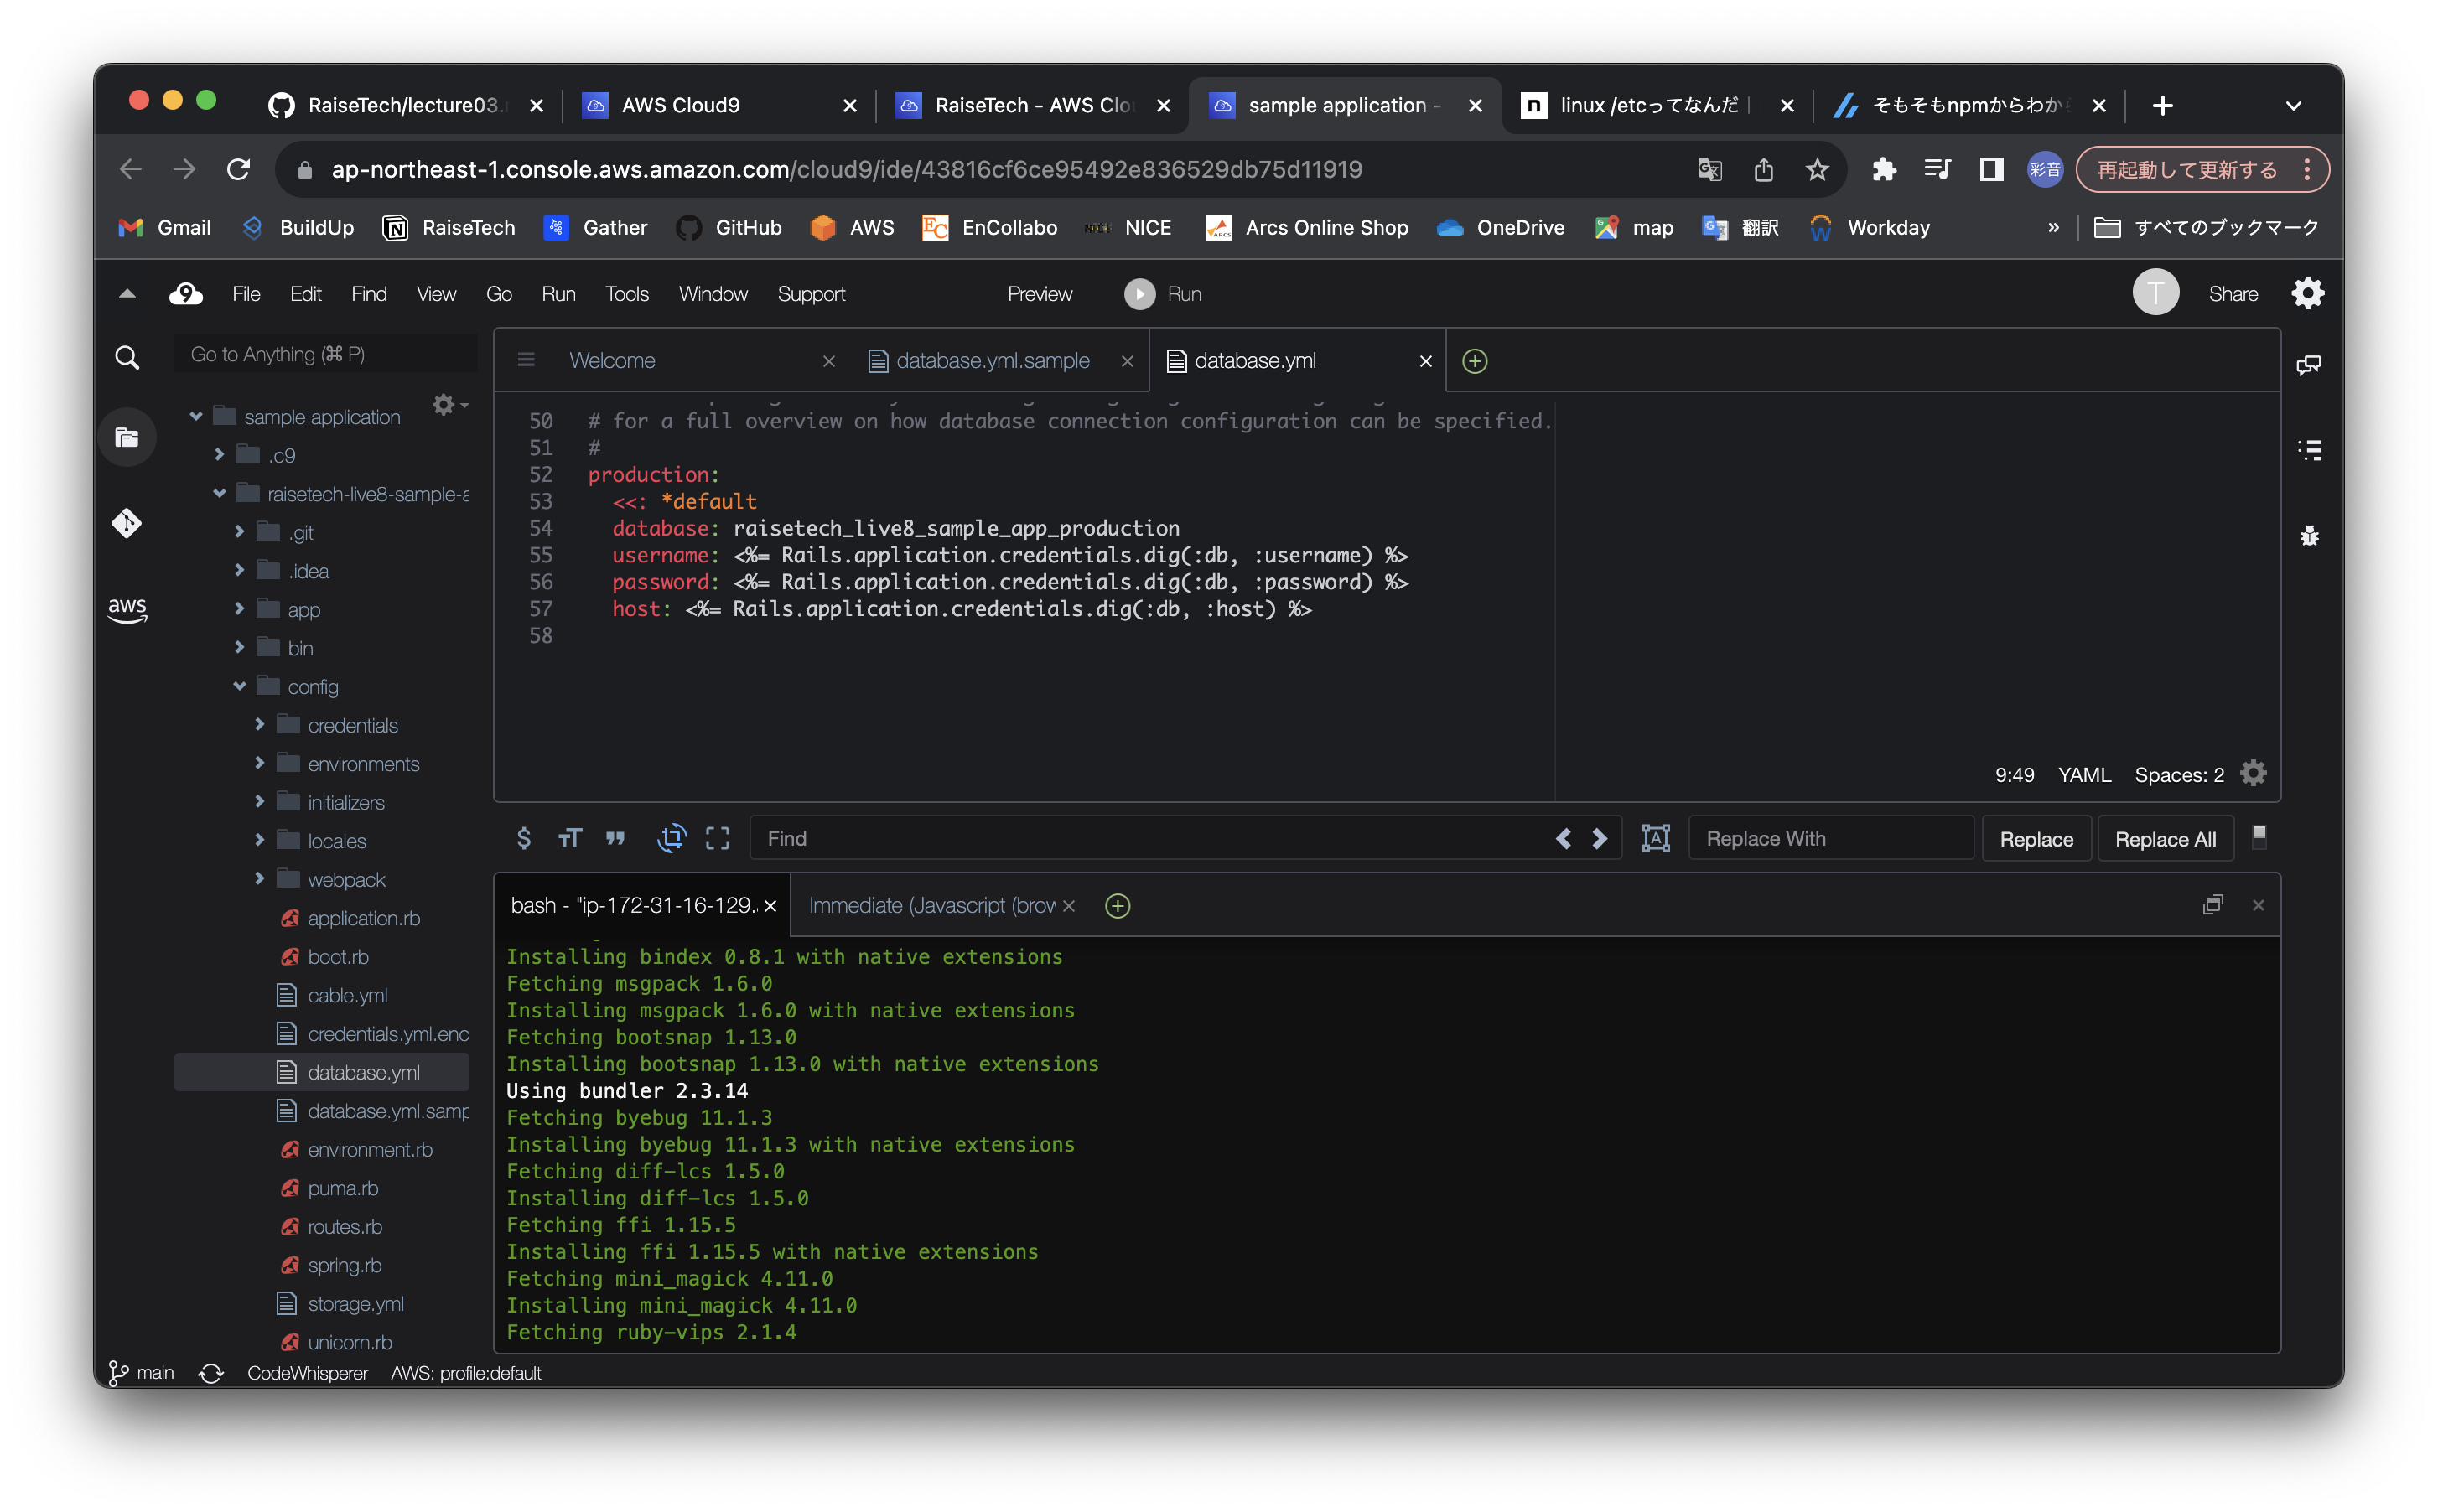 RaiseTech/lecture03.
AWS Cloud9
RaiseTech - AWS Clo
sample application -
linux /etcってなんだ
そもそもnpmからわか
ap-northeast-1.console.aws.amazon.com/cloud9/ide/43816cf6ce95492e836529db75d11919
彩音
再起動して更新する
Gmail
BuildUp
RaiseTech
Gather
GitHub
AWS
EnCollabo
NICE
Arcs Online Shop
OneDrive
map
翻訳
Workday
»
すべてのブックマーク
9
File
Edit
Find
View
Go
Run
Tools
Window
Support
Preview
Run
T
Share
Go to Anything (⌘ P)
sample application
.c9
raisetech-live8-sample-a
.git
.idea
app
bin
config
credentials
environments
initializers
locales
webpack
application.rb
boot.rb
cable.yml
credentials.yml.enc
database.yml
database.yml.samp
environment.rb
puma.rb
routes.rb
spring.rb
storage.yml
unicorn.rb
aws
Welcome
database.yml.sample
database.yml
50 # for a full overview on how database connection configuration can be specified.
51 #
52 production:
53   <<: *default
54   database: raisetech_live8_sample_app_production
55   username: <%= Rails.application.credentials.dig(:db, :username) %>
56   password: <%= Rails.application.credentials.dig(:db, :password) %>
57   host: <%= Rails.application.credentials.dig(:db, :host) %>
58
9:49 YAML Spaces: 2
Find
Replace With
Replace
Replace All
bash - "ip-172-31-16-129.
Immediate (Javascript (brow
Installing bindex 0.8.1 with native extensions
Fetching msgpack 1.6.0
Installing msgpack 1.6.0 with native extensions
Fetching bootsnap 1.13.0
Installing bootsnap 1.13.0 with native extensions
Using bundler 2.3.14
Fetching byebug 11.1.3
Installing byebug 11.1.3 with native extensions
Fetching diff-lcs 1.5.0
Installing diff-lcs 1.5.0
Fetching ffi 1.15.5
Installing ffi 1.15.5 with native extensions
Fetching mini_magick 4.11.0
Installing mini_magick 4.11.0
Fetching ruby-vips 2.1.4
main
CodeWhisperer
AWS: profile:default